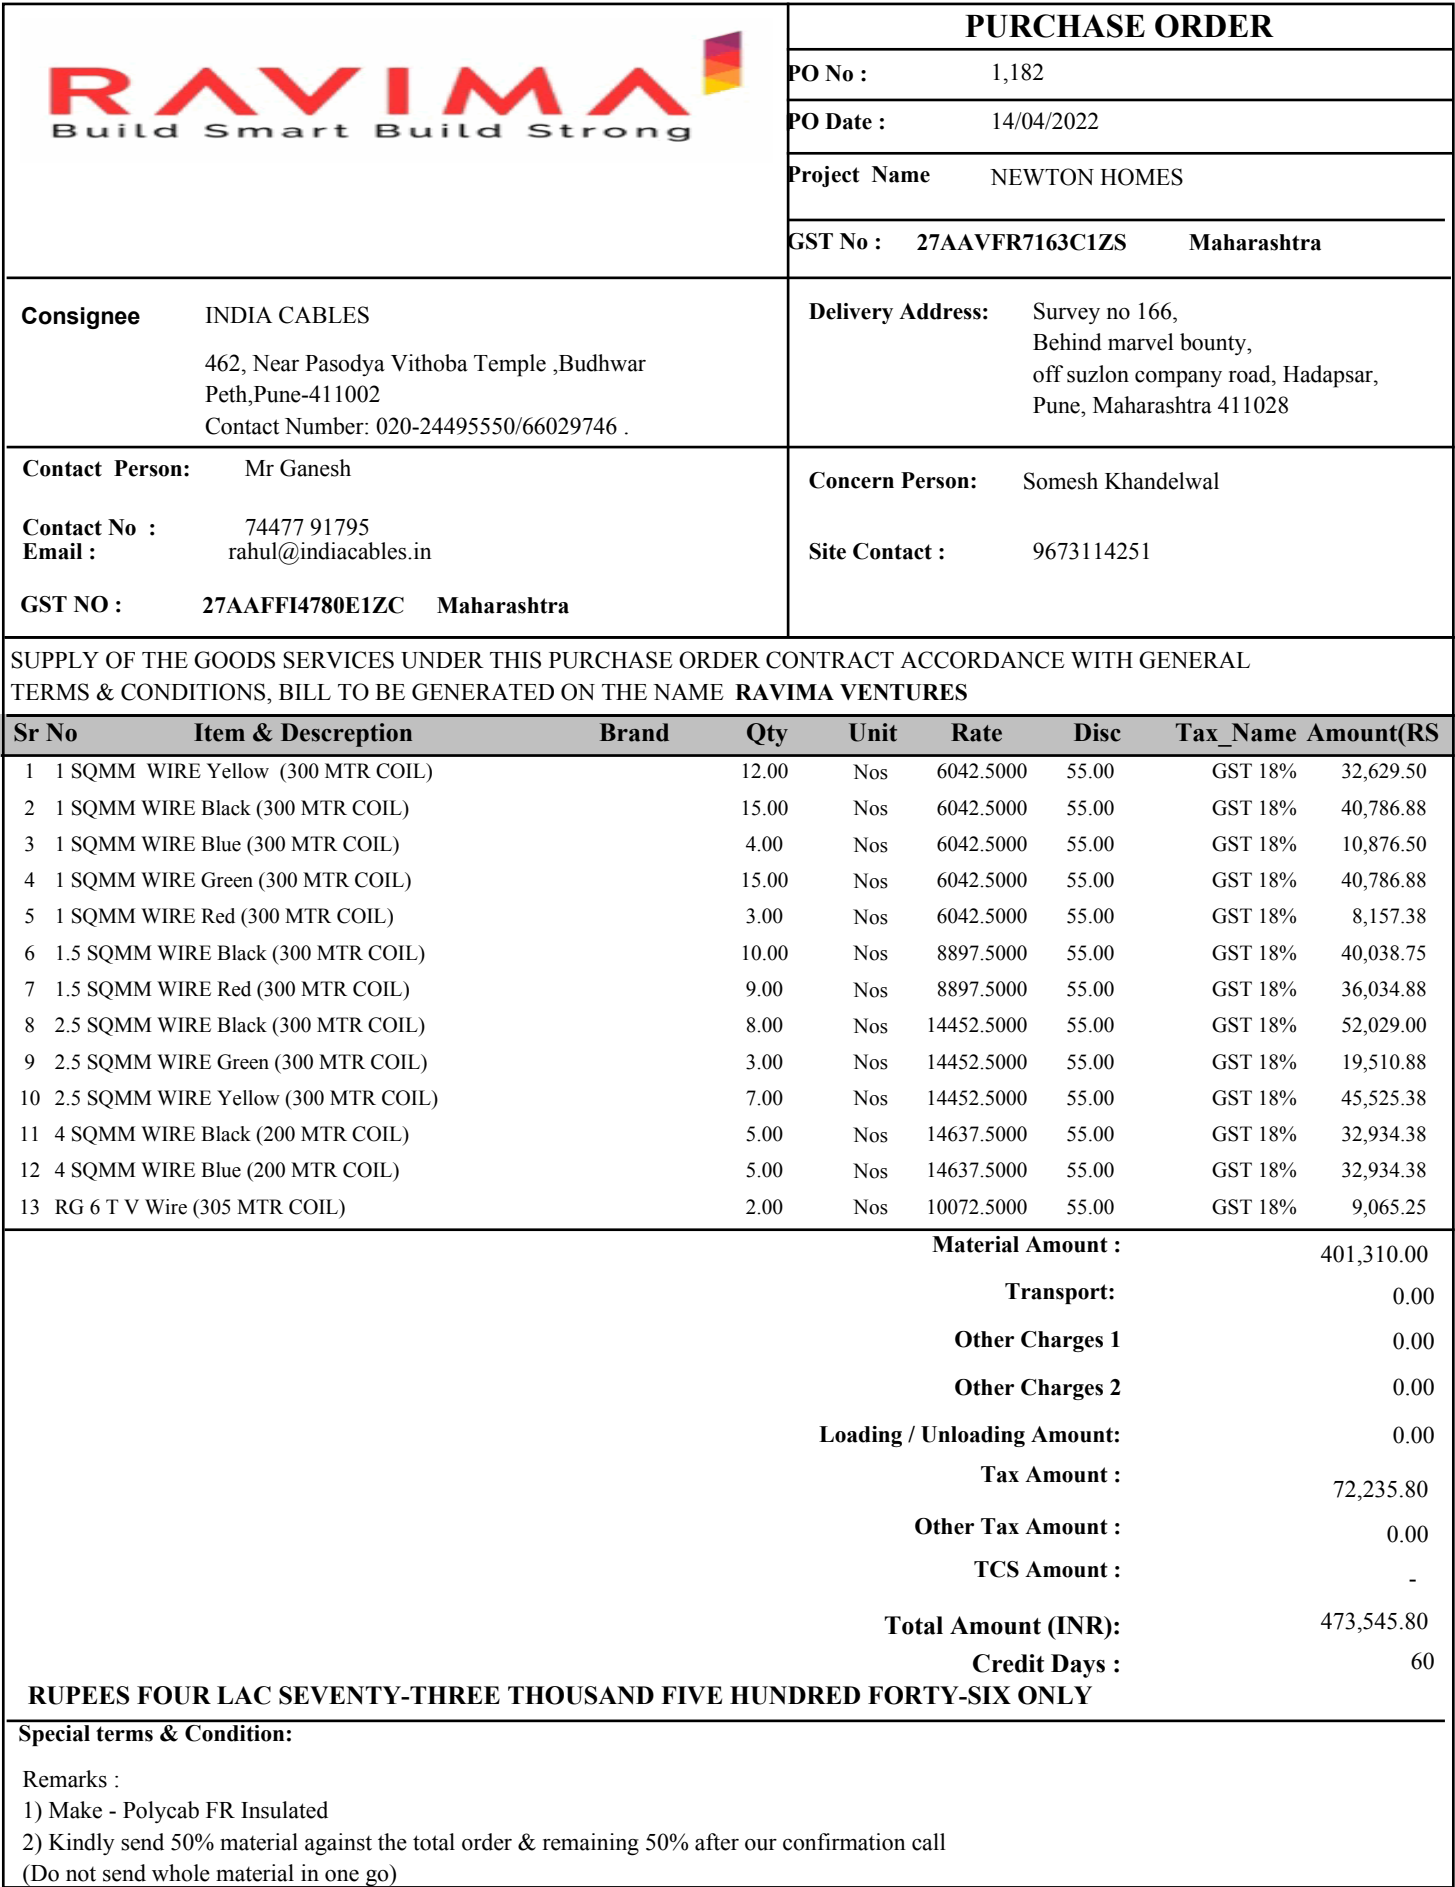 RAVIMA
Build Smart Build Strong
PURCHASE ORDER
PO No : 1,182
PO Date : 14/04/2022
Project Name NEWTON HOMES
GST No : 27AAVFR7163C1ZS Maharashtra
Consignee INDIA CABLES
462, Near Pasodya Vithoba Temple ,Budhwar
Peth,Pune-411002
Contact Number: 020-24495550/66029746 .
Delivery Address: Survey no 166,
Behind marvel bounty,
off suzlon company road, Hadapsar,
Pune, Maharashtra 411028
Contact Person: Mr Ganesh
Contact No : 74477 91795
Email : rahul@indiacables.in
GST NO : 27AAFFI4780E1ZC Maharashtra
Concern Person: Somesh Khandelwal
Site Contact : 9673114251
SUPPLY OF THE GOODS SERVICES UNDER THIS PURCHASE ORDER CONTRACT ACCORDANCE WITH GENERAL
TERMS & CONDITIONS, BILL TO BE GENERATED ON THE NAME RAVIMA VENTURES
Sr No Item & Descreption Brand Qty Unit Rate Disc Tax_Name Amount(RS
1 1 SQMM WIRE Yellow (300 MTR COIL) 12.00 Nos 6042.5000 55.00 GST 18% 32,629.50
2 1 SQMM WIRE Black (300 MTR COIL) 15.00 Nos 6042.5000 55.00 GST 18% 40,786.88
3 1 SQMM WIRE Blue (300 MTR COIL) 4.00 Nos 6042.5000 55.00 GST 18% 10,876.50
4 1 SQMM WIRE Green (300 MTR COIL) 15.00 Nos 6042.5000 55.00 GST 18% 40,786.88
5 1 SQMM WIRE Red (300 MTR COIL) 3.00 Nos 6042.5000 55.00 GST 18% 8,157.38
6 1.5 SQMM WIRE Black (300 MTR COIL) 10.00 Nos 8897.5000 55.00 GST 18% 40,038.75
7 1.5 SQMM WIRE Red (300 MTR COIL) 9.00 Nos 8897.5000 55.00 GST 18% 36,034.88
8 2.5 SQMM WIRE Black (300 MTR COIL) 8.00 Nos 14452.5000 55.00 GST 18% 52,029.00
9 2.5 SQMM WIRE Green (300 MTR COIL) 3.00 Nos 14452.5000 55.00 GST 18% 19,510.88
10 2.5 SQMM WIRE Yellow (300 MTR COIL) 7.00 Nos 14452.5000 55.00 GST 18% 45,525.38
11 4 SQMM WIRE Black (200 MTR COIL) 5.00 Nos 14637.5000 55.00 GST 18% 32,934.38
12 4 SQMM WIRE Blue (200 MTR COIL) 5.00 Nos 14637.5000 55.00 GST 18% 32,934.38
13 RG 6 T V Wire (305 MTR COIL) 2.00 Nos 10072.5000 55.00 GST 18% 9,065.25
Material Amount : 401,310.00
Transport: 0.00
Other Charges 1 0.00
Other Charges 2 0.00
Loading / Unloading Amount: 0.00
Tax Amount : 72,235.80
Other Tax Amount : 0.00
TCS Amount : -
Total Amount (INR): 473,545.80
Credit Days : 60
RUPEES FOUR LAC SEVENTY-THREE THOUSAND FIVE HUNDRED FORTY-SIX ONLY
Special terms & Condition:
Remarks :
1) Make - Polycab FR Insulated
2) Kindly send 50% material against the total order & remaining 50% after our confirmation call
(Do not send whole material in one go)